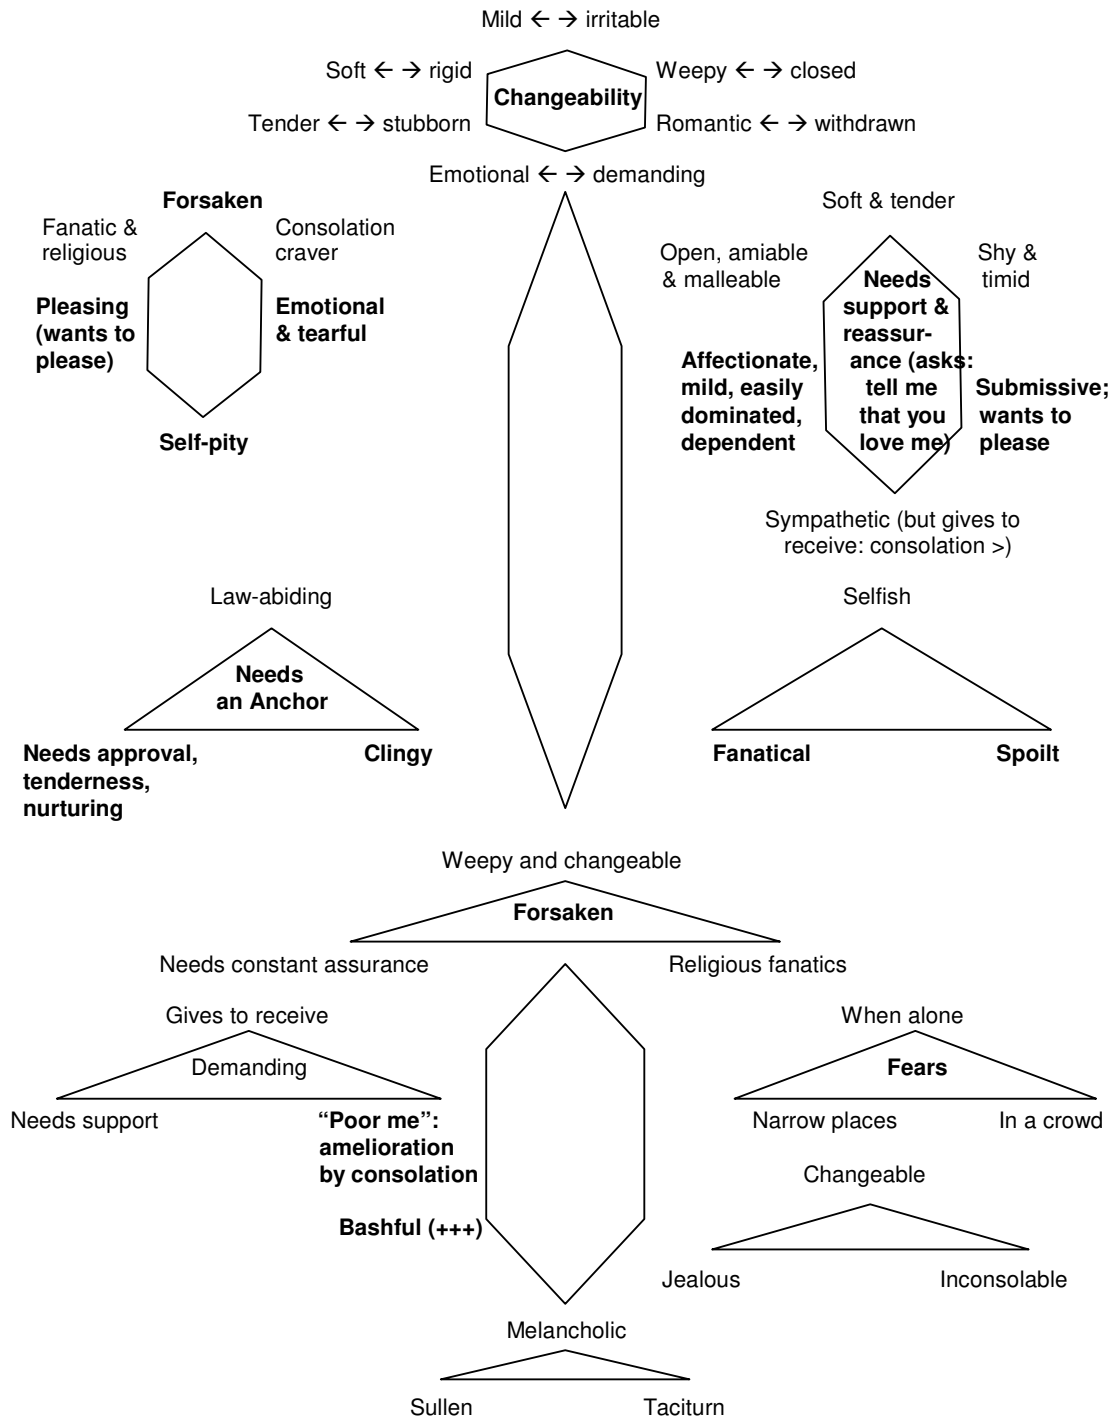 Mild ← → irritable
Soft ← → rigid
Weepy ← → closed
Changeability
Tender ← → stubborn
Romantic ← → withdrawn
Emotional ← → demanding
Forsaken
Fanatic &
religious
Consolation
craver
Pleasing
(wants to
please)
Emotional
& tearful
Self-pity
Soft & tender
Open, amiable
& malleable
Shy &
timid
Needs
support &
reassur-
ance (asks:
tell me
that you
love me)
Affectionate,
mild, easily
dominated,
dependent
Submissive;
wants to
please
Sympathetic (but gives to
receive: consolation >)
Law-abiding
Needs
an Anchor
Needs approval,
tenderness,
nurturing
Clingy
Selfish
Fanatical
Spoilt
Weepy and changeable
Forsaken
Needs constant assurance
Religious fanatics
Gives to receive
Demanding
Needs support
“Poor me”:
amelioration
by consolation
Bashful (+++)
When alone
Fears
Narrow places
In a crowd
Changeable
Jealous
Inconsolable
Melancholic
Sullen
Taciturn